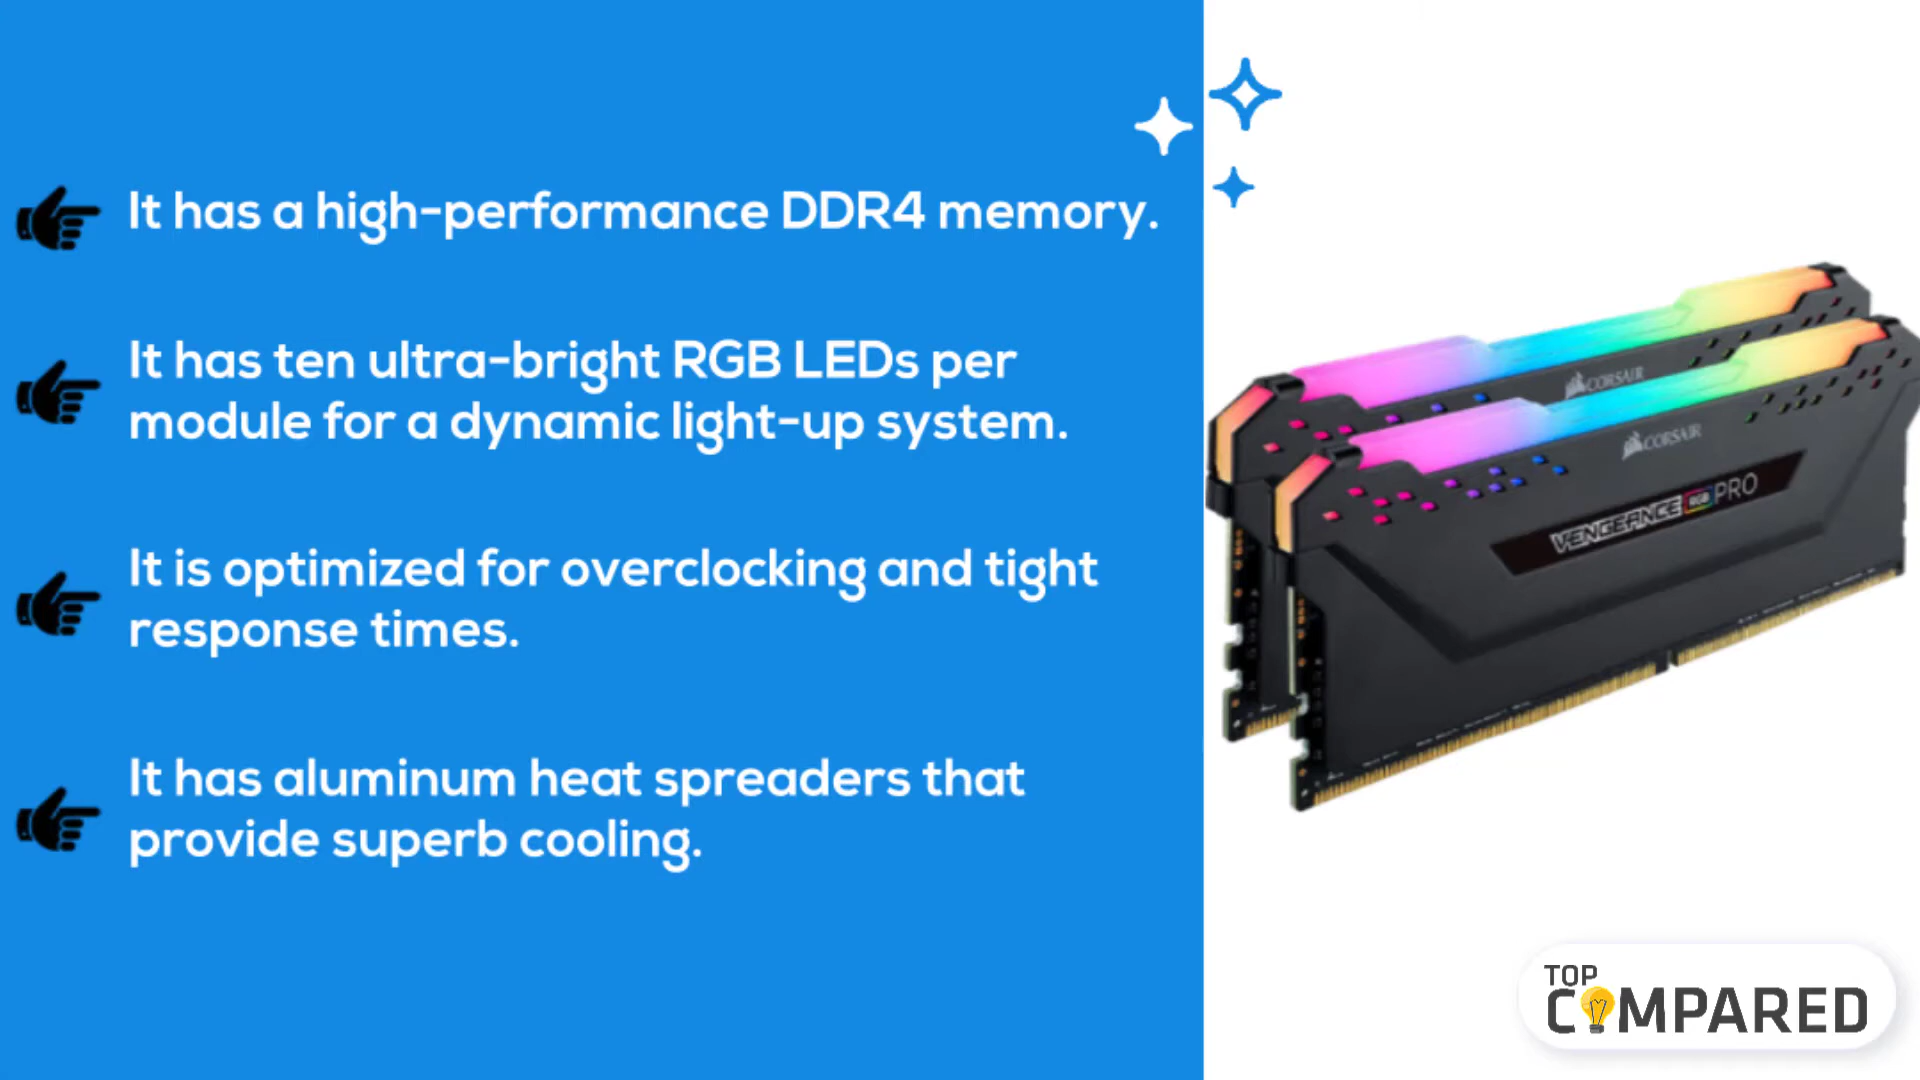 It has a high-performance DDR4 memory.
It has ten ultra-bright RGB LEDs per
module for a dynamic light-up system.
It is optimized for overclocking and tight
response times.
It has aluminum heat spreaders that
provide superb cooling.
CORSAIR
CORSAIR
VENGEANCE RGB PRO
TOP
COMPARED